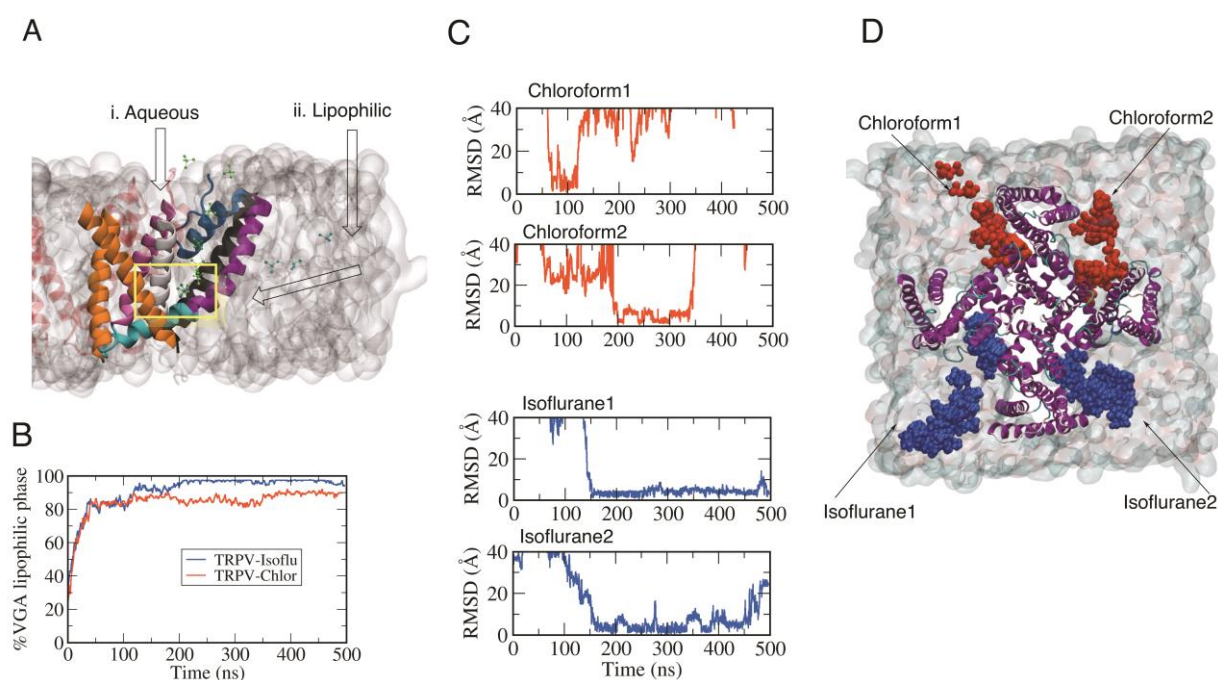 A
i. Aqueous
ii. Lipophilic
B
%VGA lipophilic phase
100
80
60
40
20
0
TRPV-Isoflu
TRPV-Chlor
0 100 200 300 400 500
Time (ns)
C
Chloroform1
RMSD (Å)
40
20
0
0 100 200 300 400 500
Chloroform2
RMSD (Å)
40
20
0
0 100 200 300 400 500
Isoflurane1
RMSD (Å)
40
20
0
0 100 200 300 400 500
Isoflurane2
RMSD (Å)
40
20
0
0 100 200 300 400 500
Time (ns)
D
Chloroform1
Chloroform2
Isoflurane1
Isoflurane2